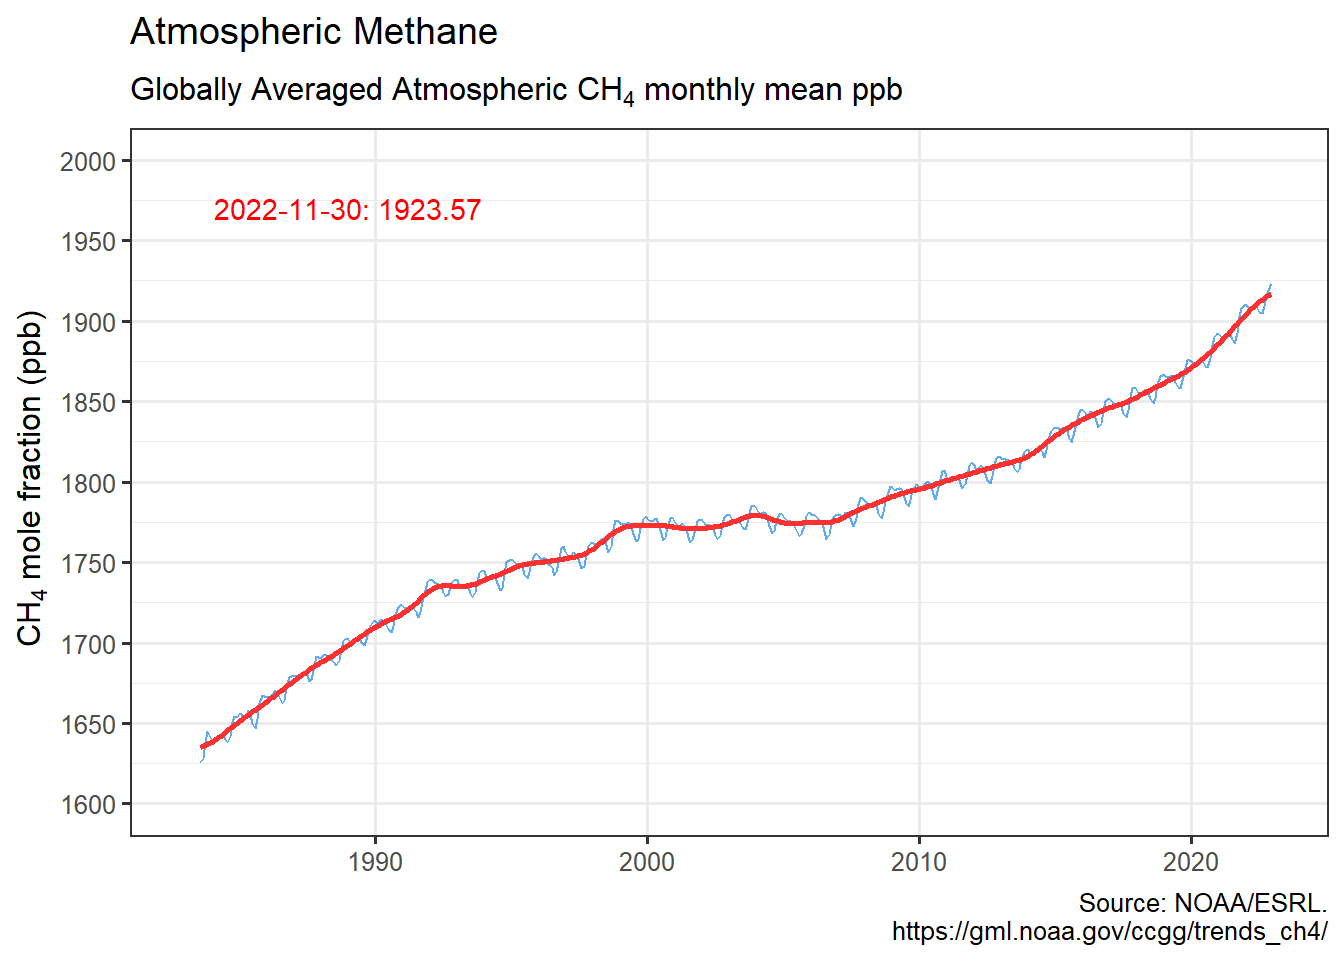 Atmospheric Methane
Globally Averaged Atmospheric CH₄ monthly mean ppb
2000
2022-11-30: 1923.57
1950
1900
1850
1800
1750
1700
1650
1600
CH₄ mole fraction (ppb)
1990 2000 2010 2020
Source: NOAA/ESRL.
https://gml.noaa.gov/ccgg/trends_ch4/